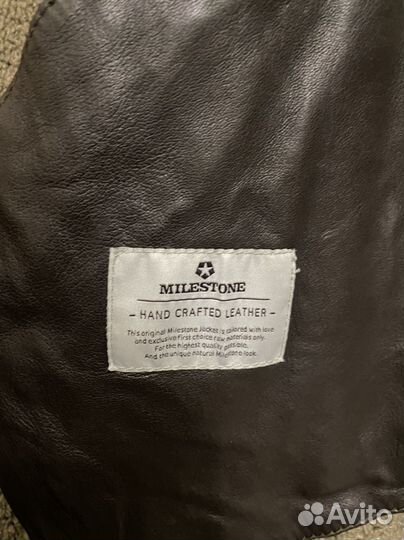 MILESTONE
- HAND CRAFTED LEATHER -
This original Milestone Jacket is tailored with love
and exclusive first choice raw materials only.
For the highest quality possible.
And the unique natural Milestone look.
Avito